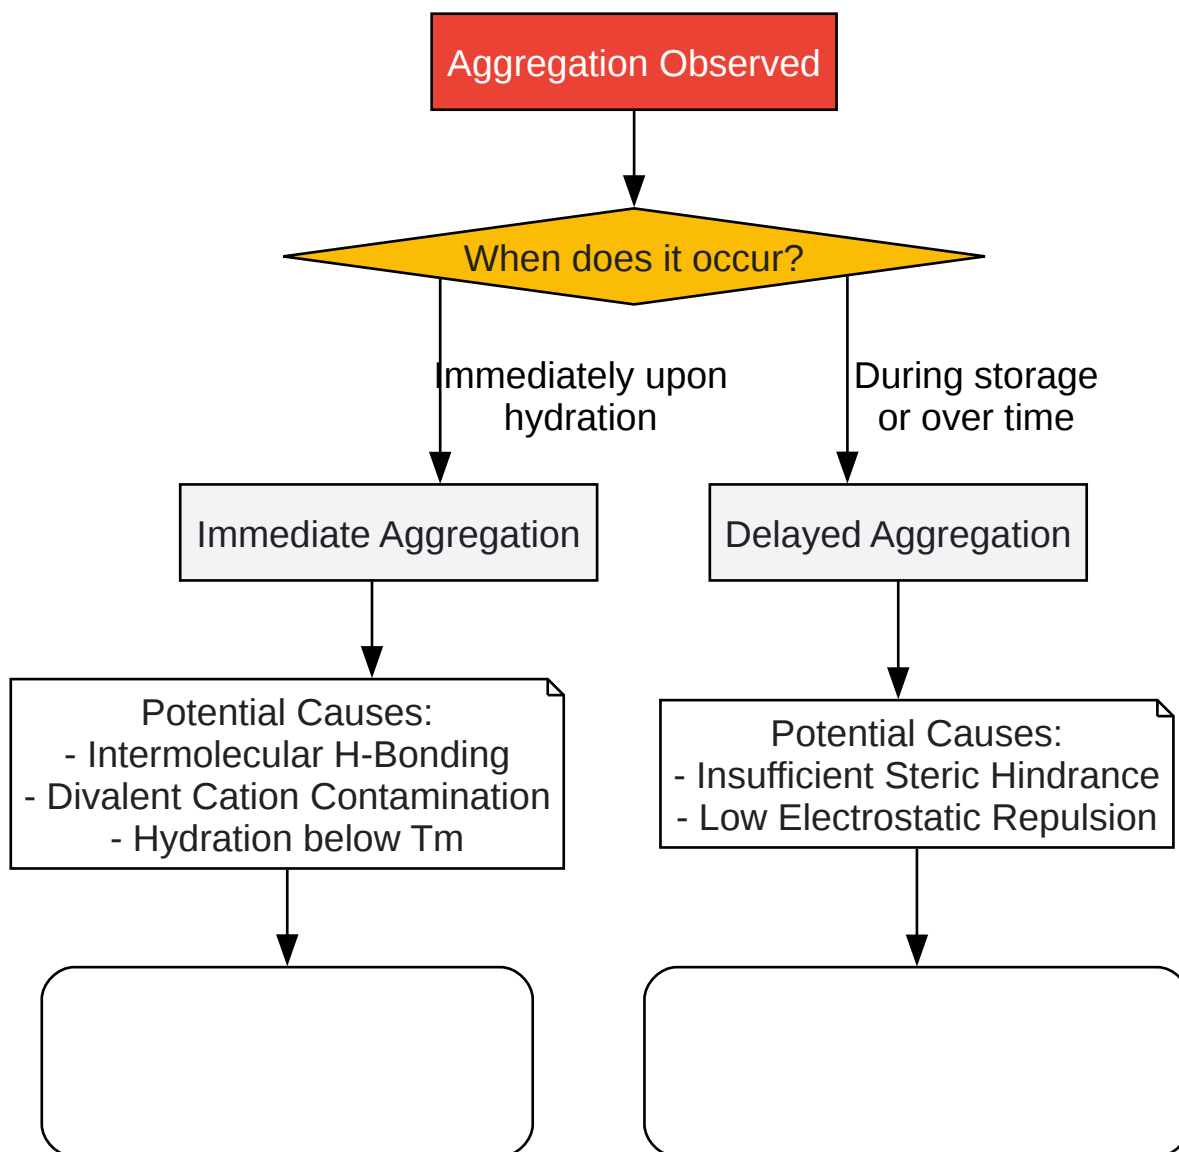 Aggregation Observed
When does it occur?
Immediately upon
hydration
During storage
or over time
Immediate Aggregation
Delayed Aggregation
Potential Causes:
- Intermolecular H-Bonding
- Divalent Cation Contamination
- Hydration below Tm
Potential Causes:
- Insufficient Steric Hindrance
- Low Electrostatic Repulsion